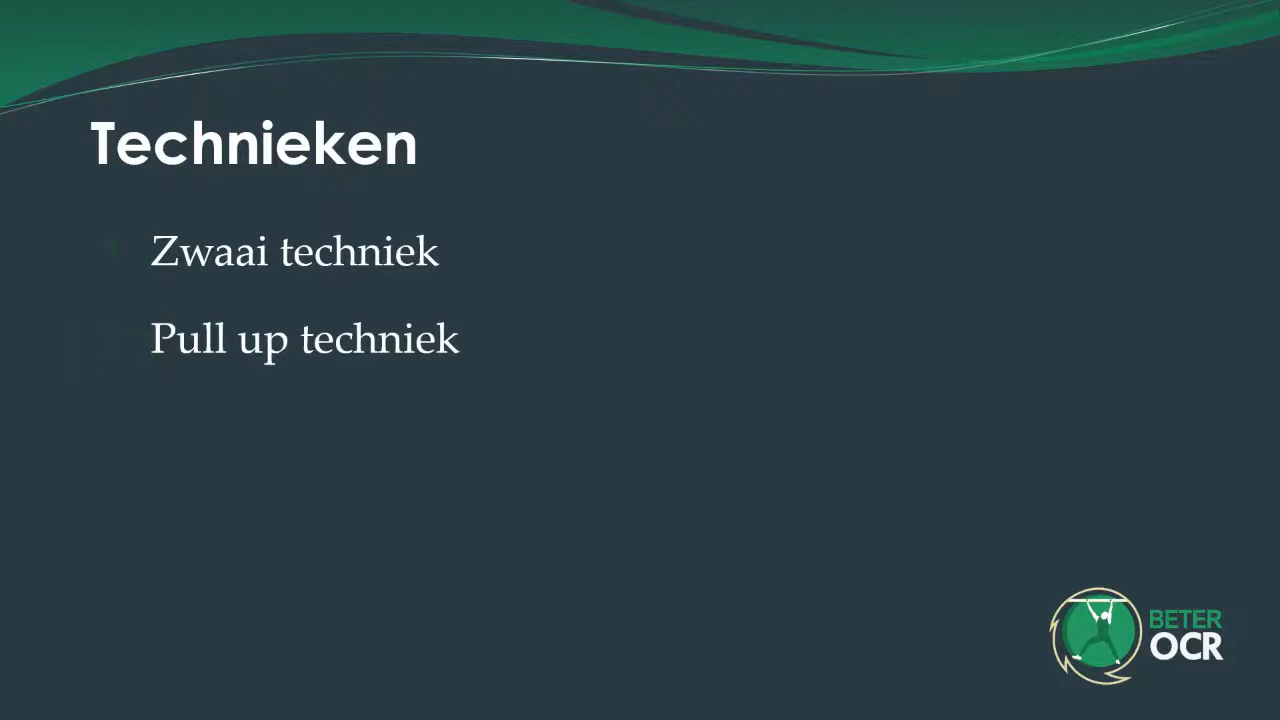 Technieken
Zwaai techniek
Pull up techniek
BETER
OCR